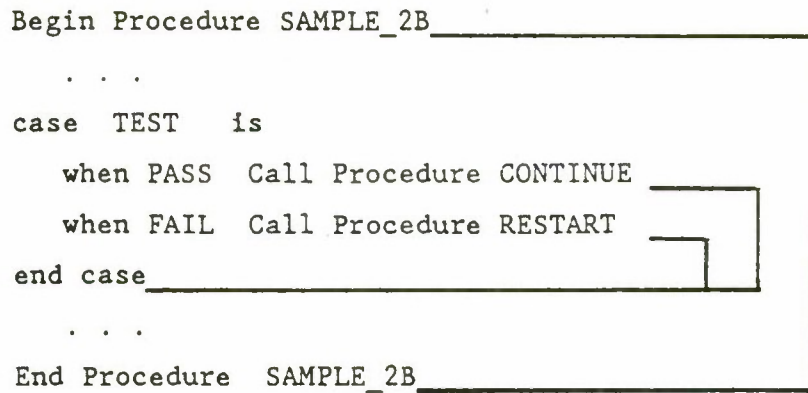 Begin Procedure SAMPLE_2B
. . .
case TEST is
when PASS Call Procedure CONTINUE
when FAIL Call Procedure RESTART
end case
. . .
End Procedure SAMPLE_2B